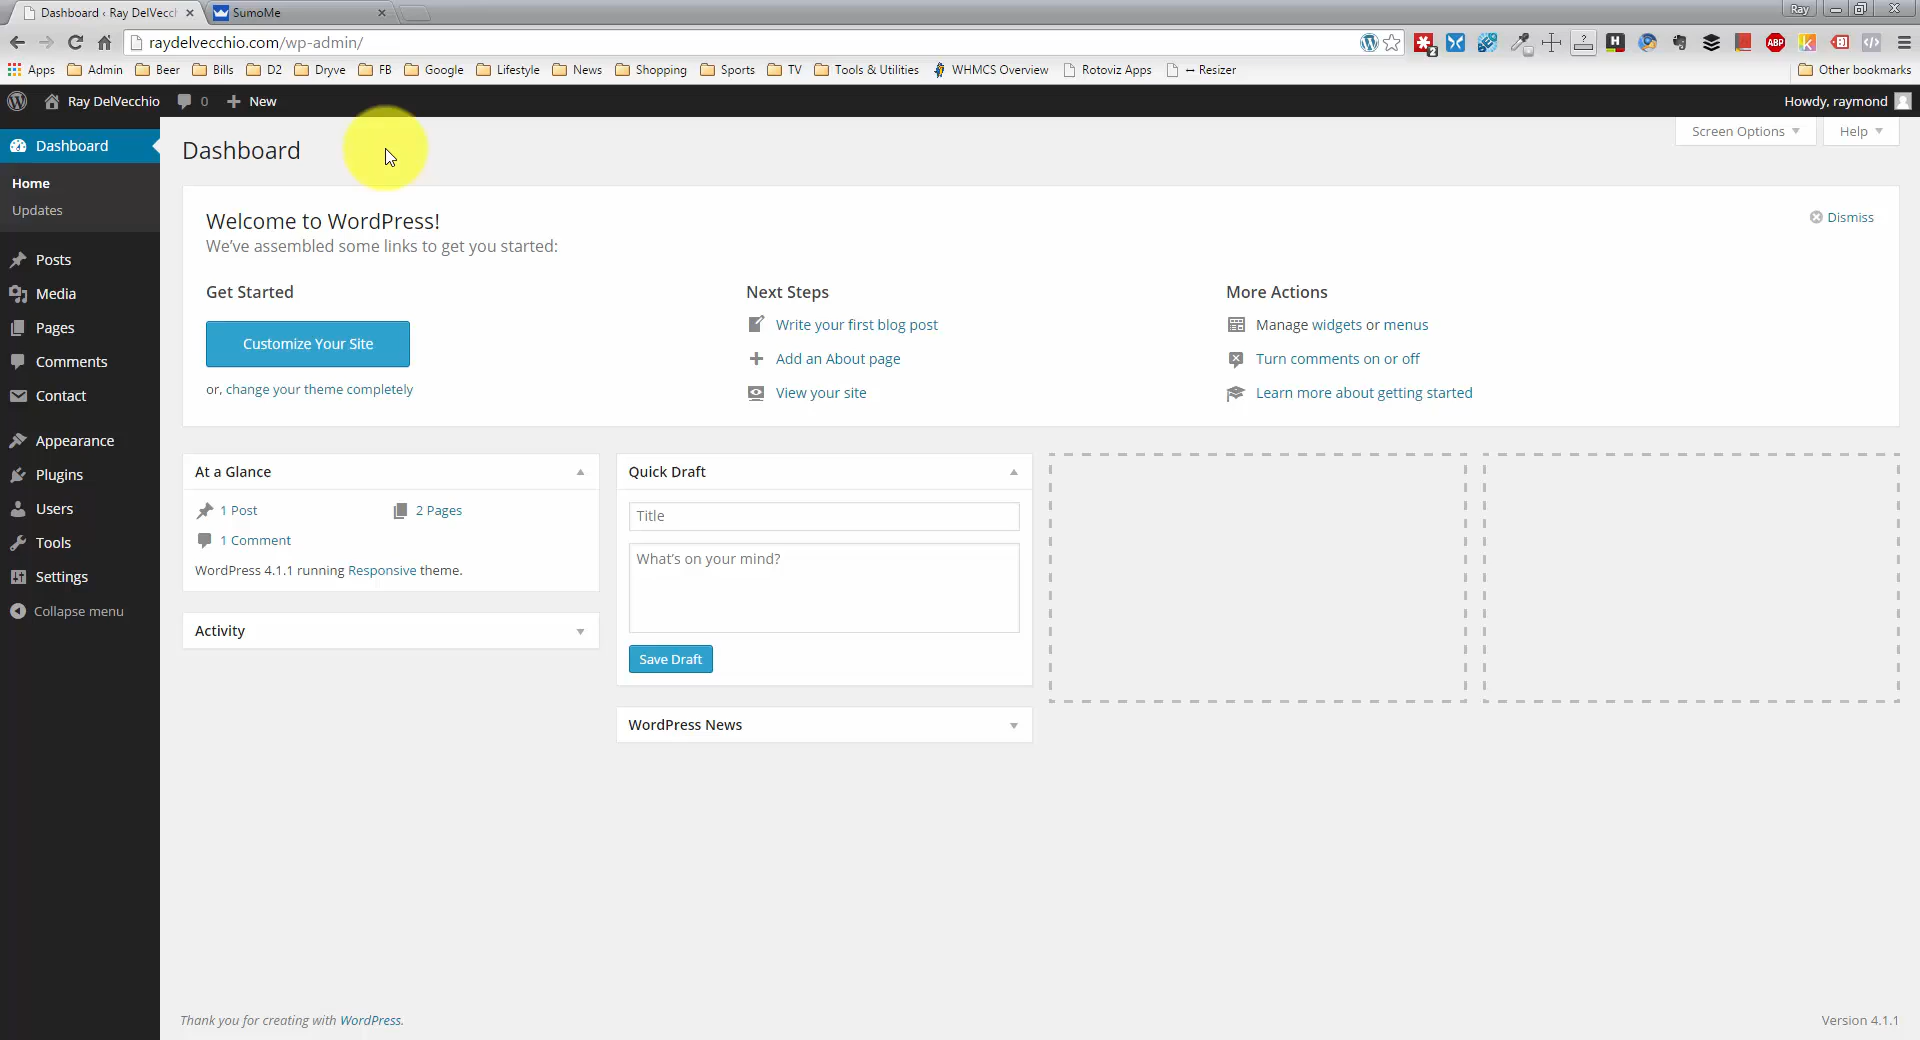 Dashboard ‹ Ray DelVecch
SumoMe
Ray
raydelvecchio.com/wp-admin/
2
ABP
Apps Admin Beer Bills D2 Dryve FB Google Lifestyle News Shopping Sports TV Tools & Utilities WHMCS Overview Rotoviz Apps ↔ Resizer Other bookmarks
Ray DelVecchio 0 New Howdy, raymond
Dashboard
Home
Updates
Posts
Media
Pages
Comments
Contact
Appearance
Plugins
Users
Tools
Settings
Collapse menu
Screen Options Help
Dashboard
Welcome to WordPress!
Dismiss
We've assembled some links to get you started:
Get Started
Customize Your Site
or, change your theme completely
Next Steps
Write your first blog post
Add an About page
View your site
More Actions
Manage widgets or menus
Turn comments on or off
Learn more about getting started
At a Glance
1 Post 2 Pages
1 Comment
WordPress 4.1.1 running Responsive theme.
Activity
Quick Draft
Title
What's on your mind?
Save Draft
WordPress News
Thank you for creating with WordPress.
Version 4.1.1